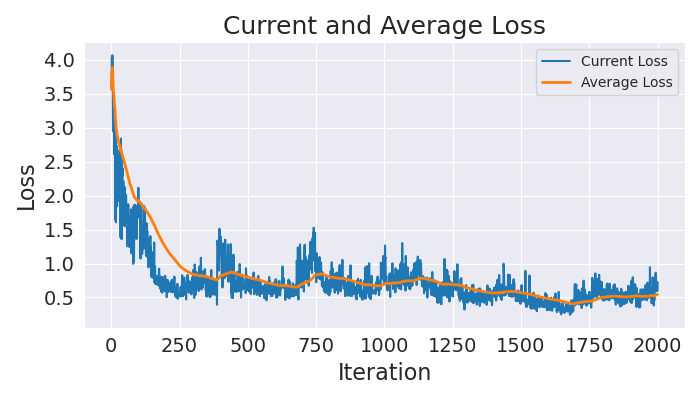 Current and Average Loss
Current Loss
Average Loss
Loss
4.0
3.5
3.0
2.5
2.0
1.5
1.0
0.5
0 250 500 750 1000 1250 1500 1750 2000
Iteration